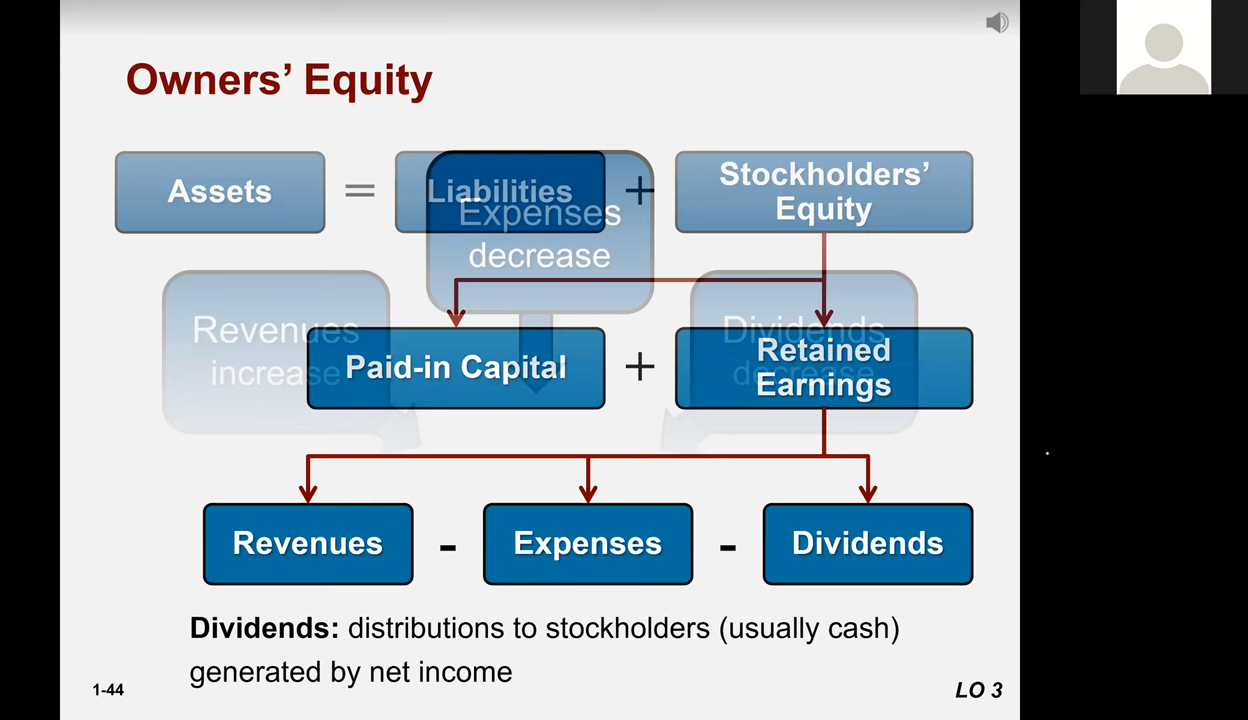 Owners’ Equity
Assets = Liabilities + Stockholders’
Equity
Expenses
decrease
Revenues
increase
Dividends
decrease
Paid-in Capital + Retained
Earnings
Revenues - Expenses - Dividends
Dividends: distributions to stockholders (usually cash)
generated by net income
1-44
LO 3